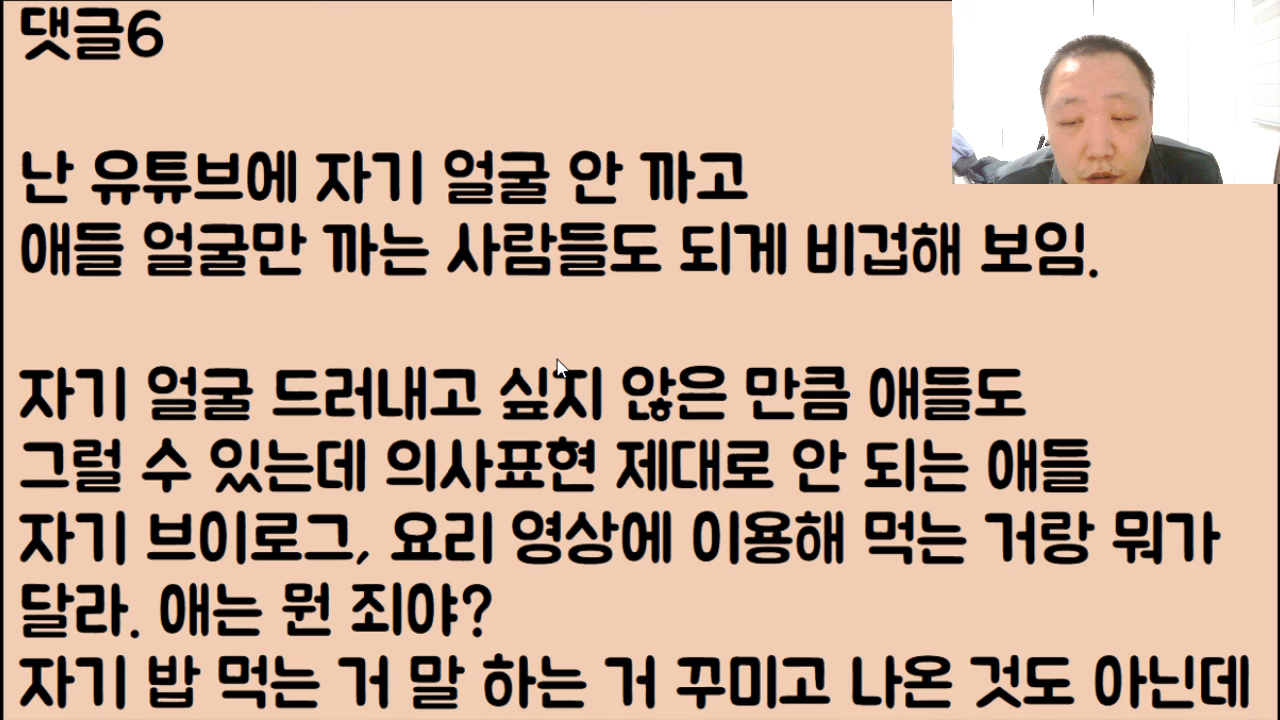 댓글6
난 유튜브에 자기 얼굴 안 까고
애들 얼굴만 까는 사람들도 되게 비겁해 보임.
자기 얼굴 드러내고 싶지 않은 만큼 애들도
그럴 수 있는데 의사표현 제대로 안 되는 애들
자기 브이로그, 요리 영상에 이용해 먹는 거랑 뭐가
달라. 애는 뭔 죄야?
자기 밥 먹는 거 말 하는 거 꾸미고 나온 것도 아닌데